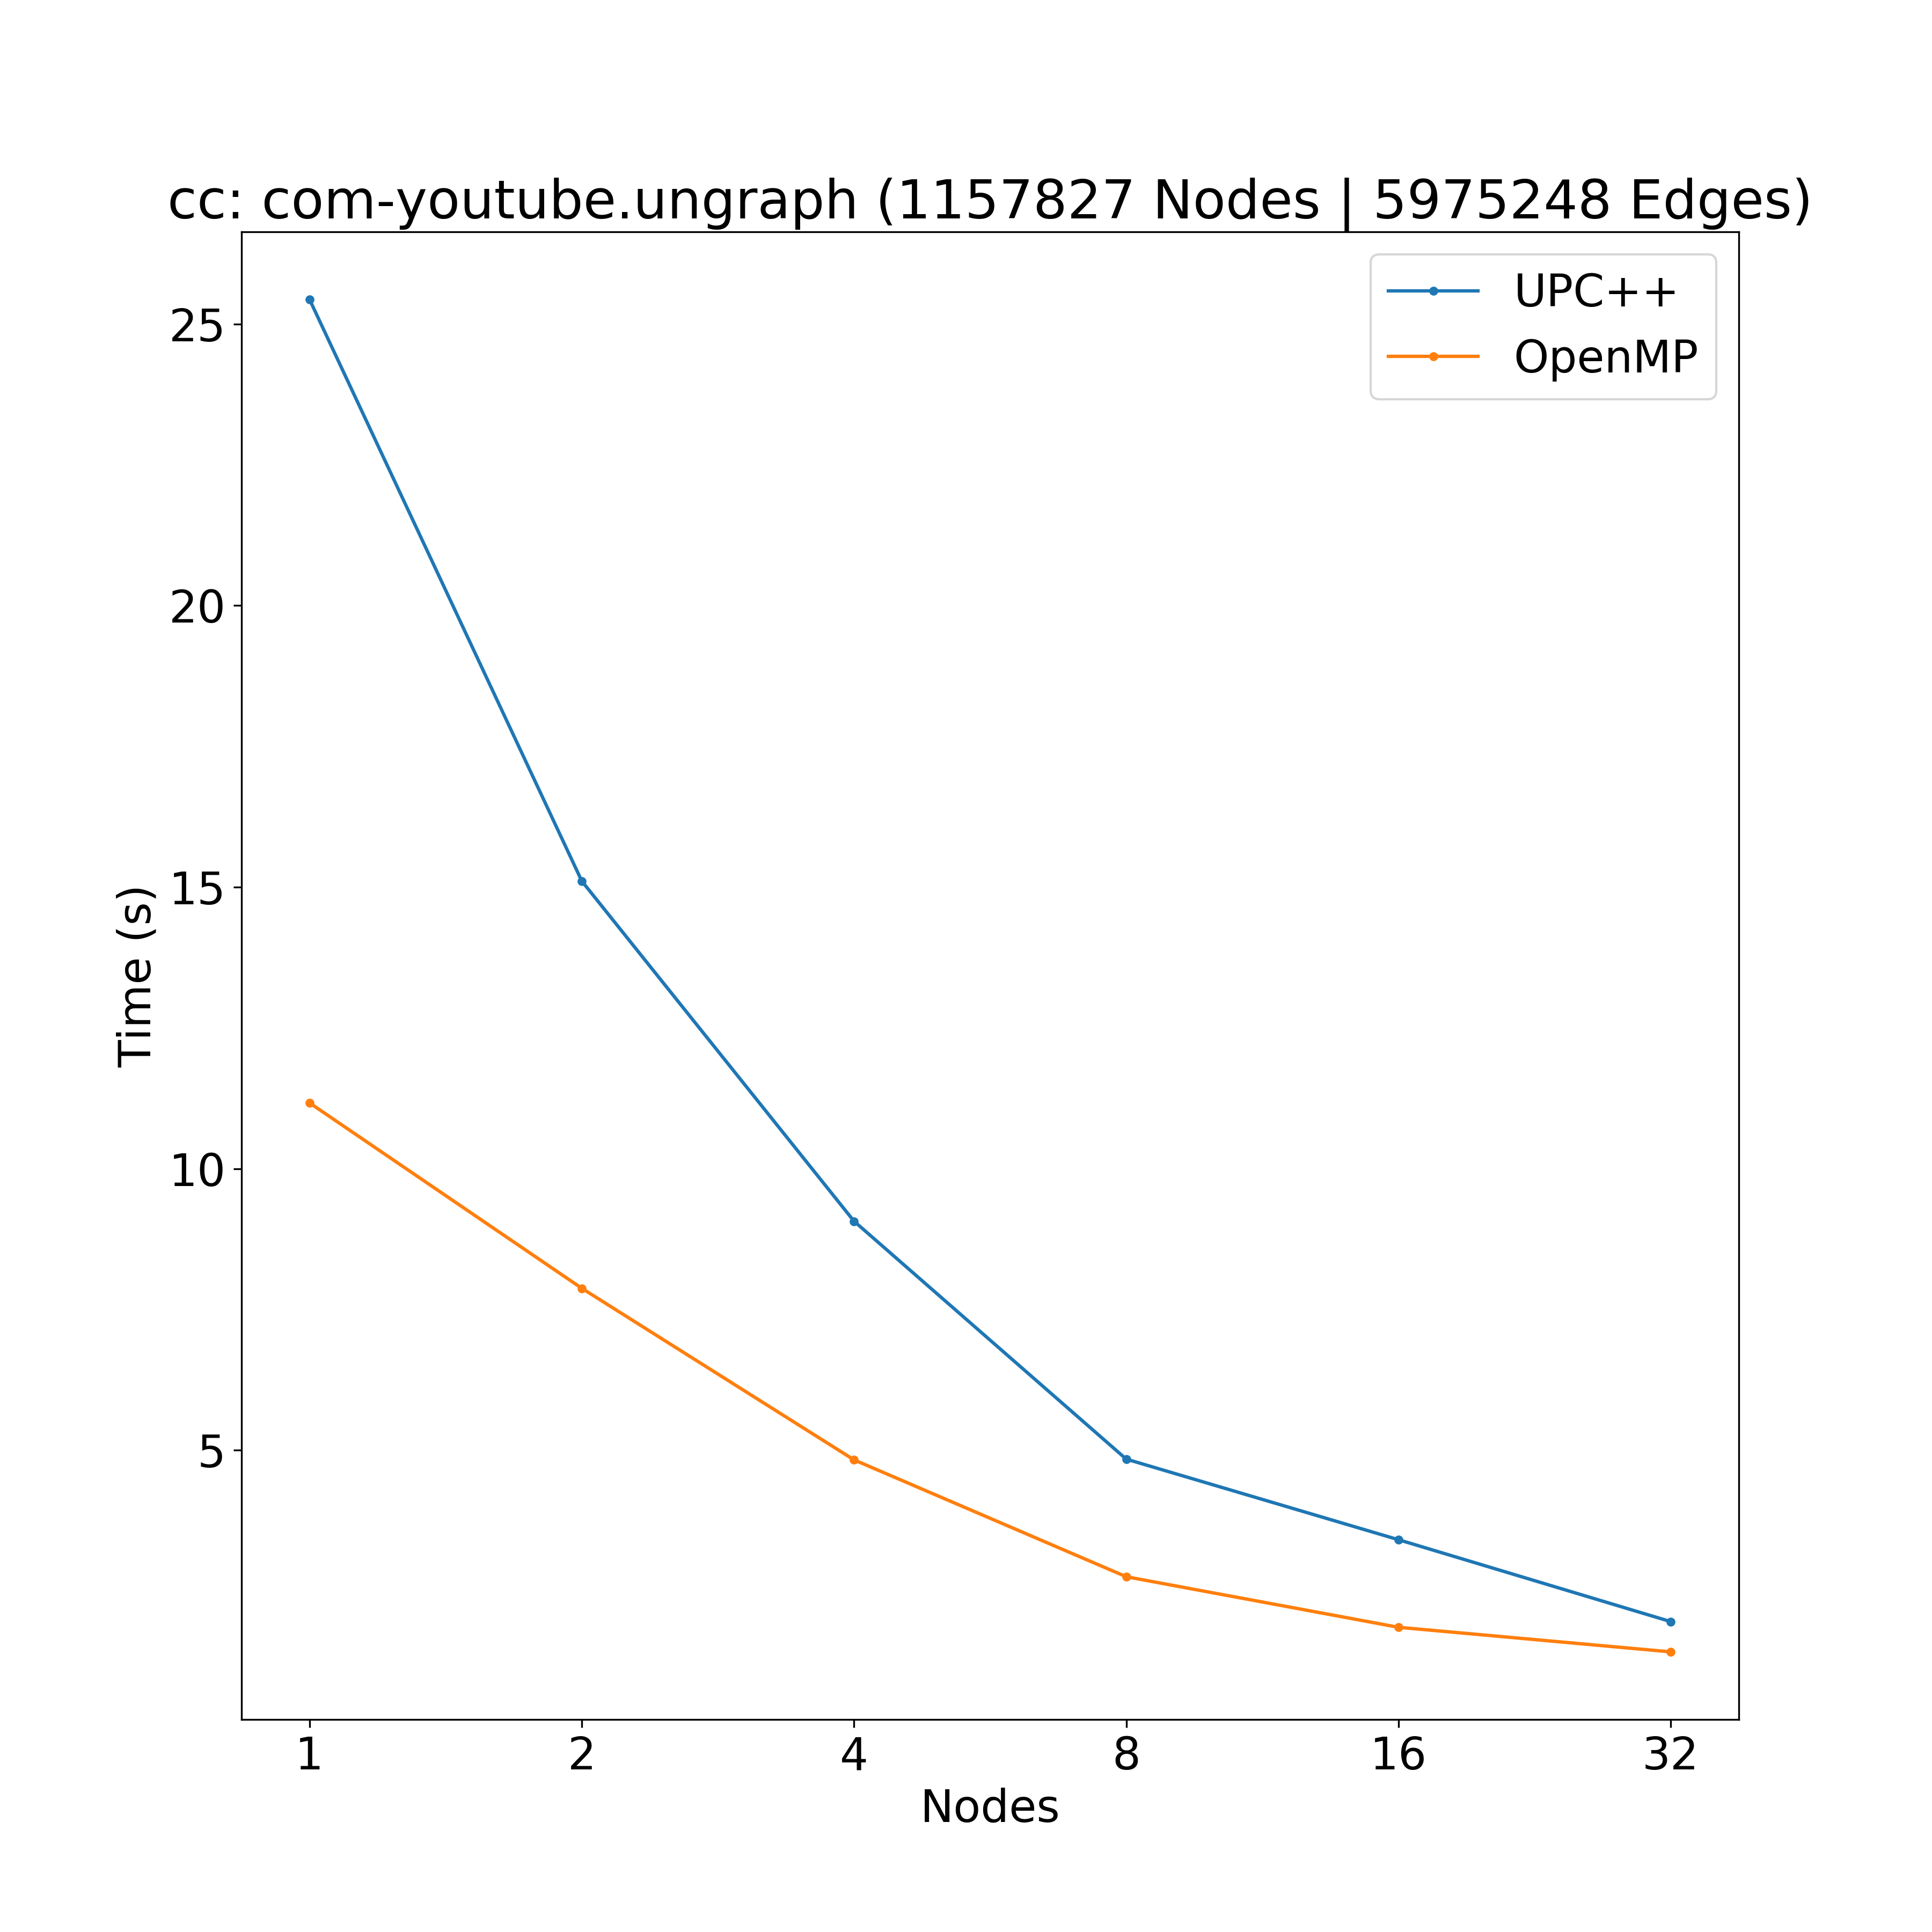 cc: com-youtube.ungraph (1157827 Nodes | 5975248 Edges)
UPC++
OpenMP
25
20
15
10
5
Time (s)
1 2 4 8 16 32
Nodes